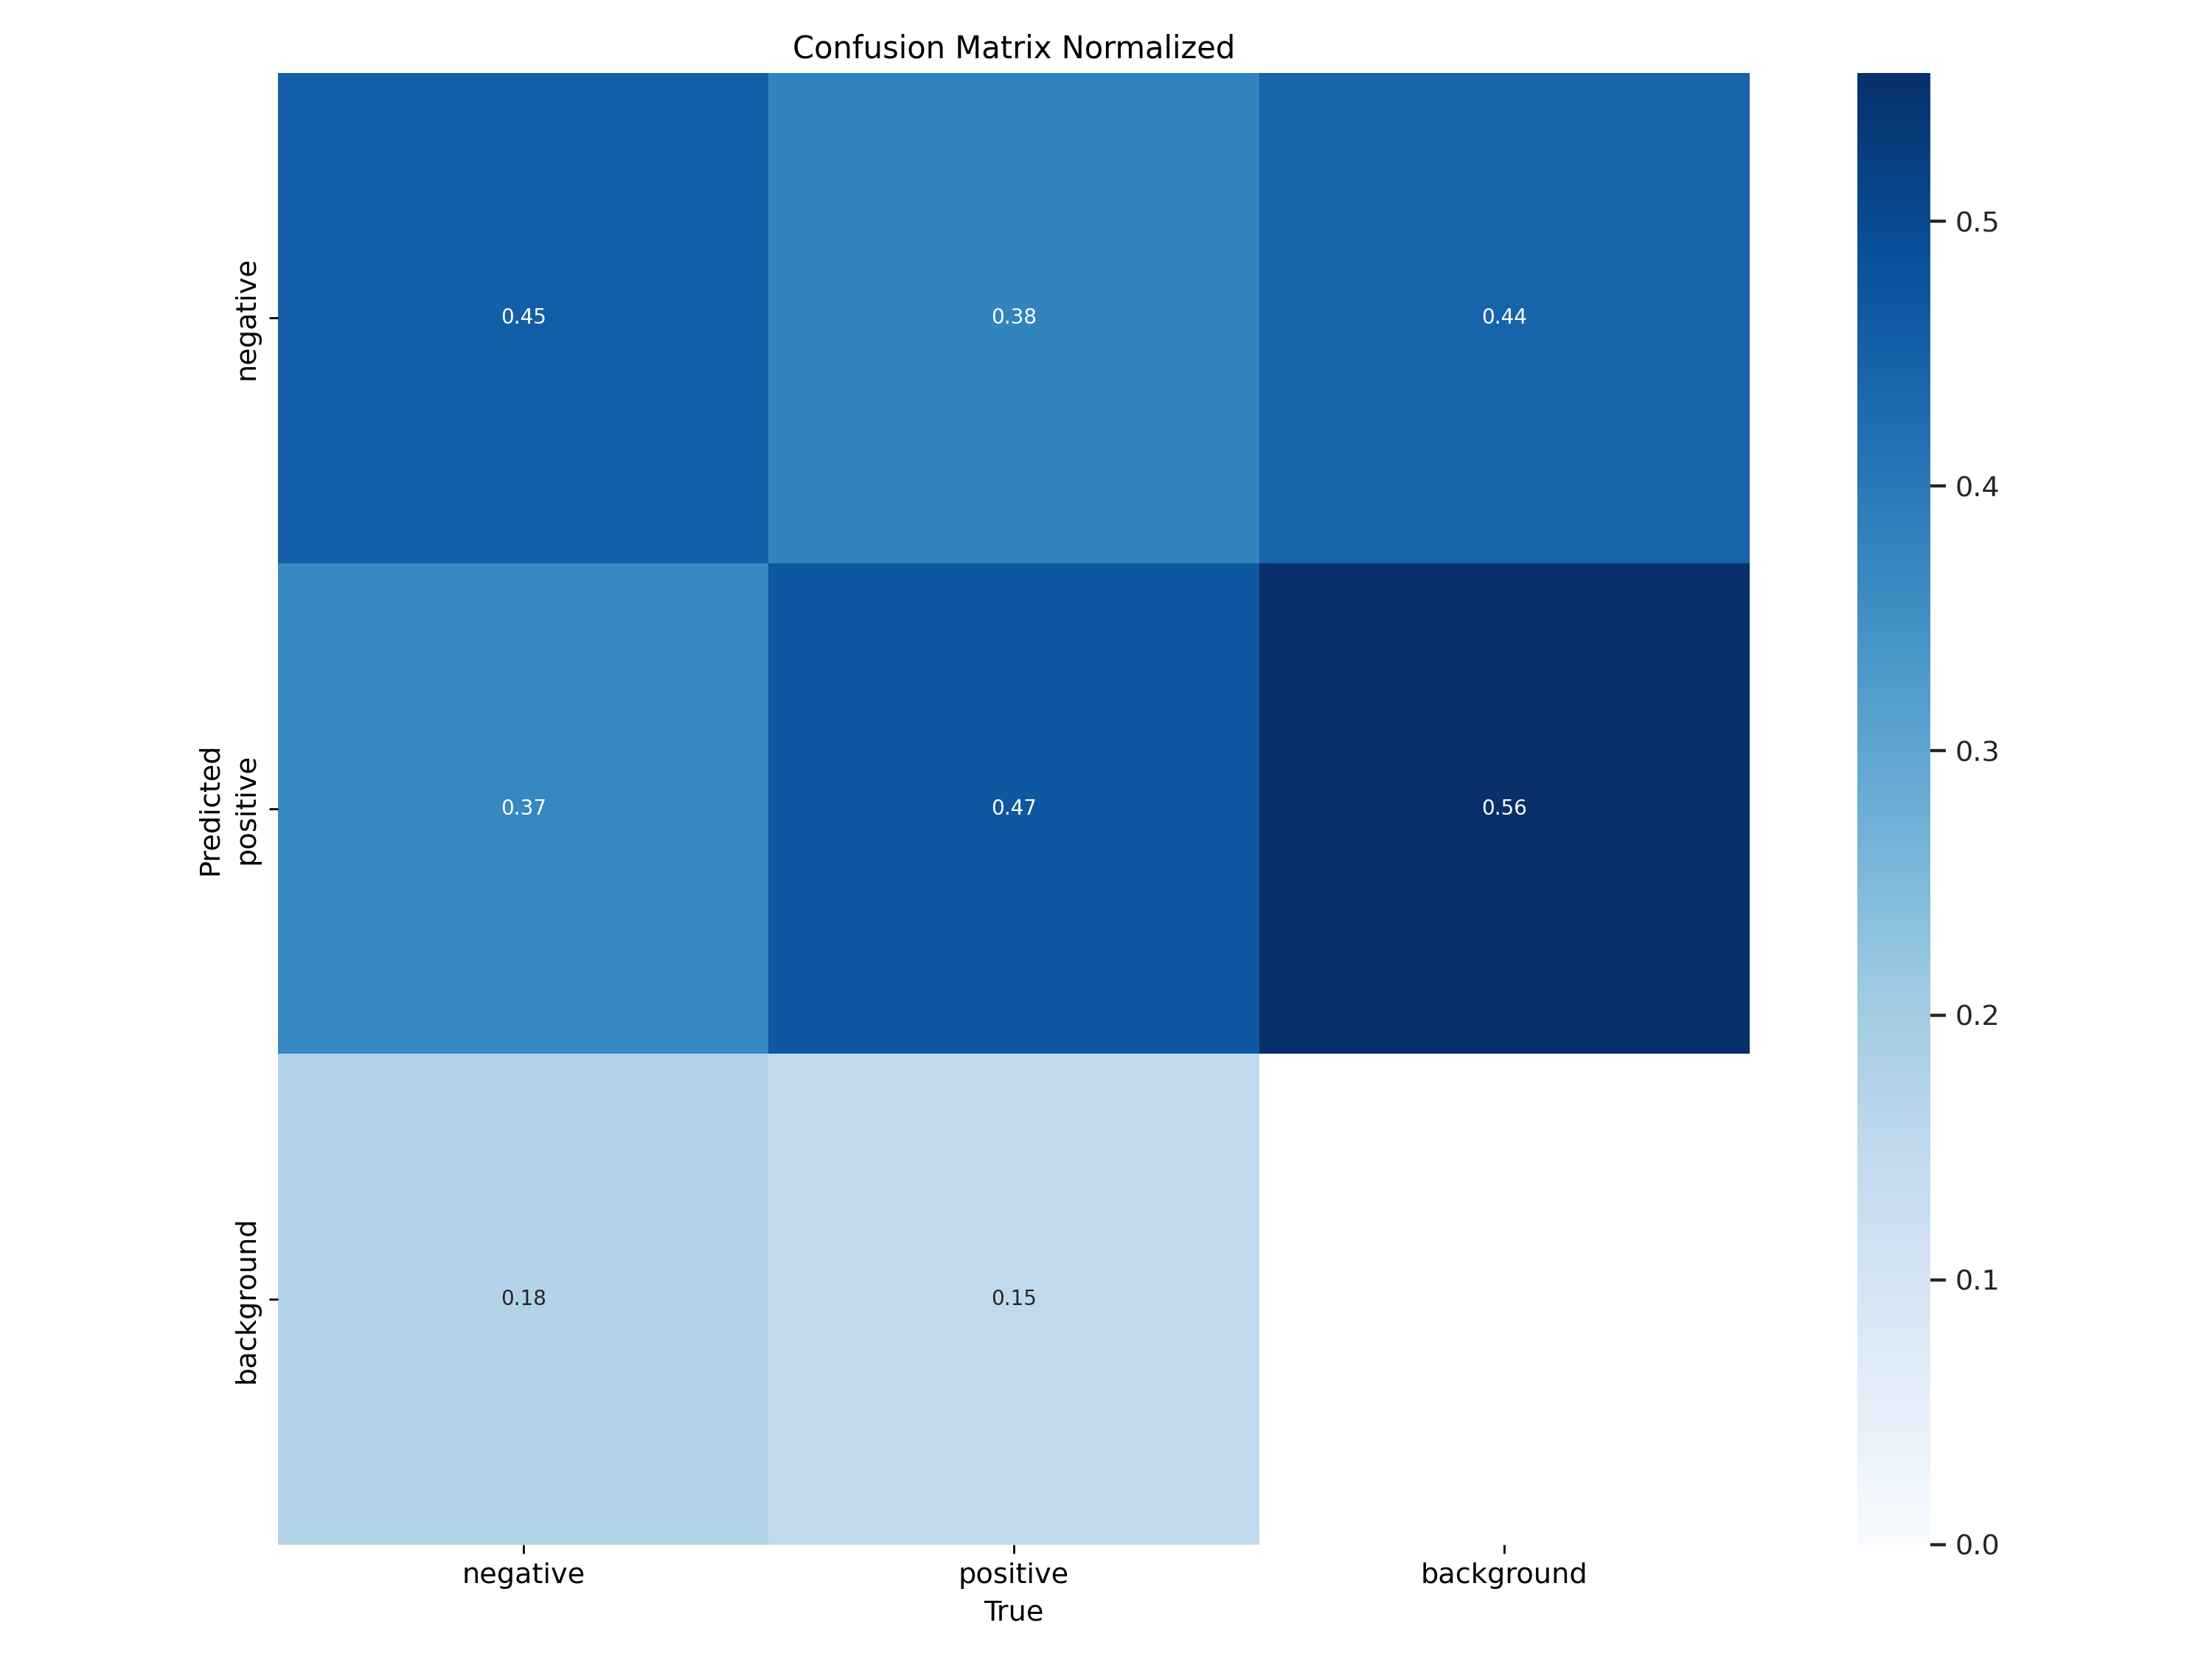 Confusion Matrix Normalized
negative
0.45
0.38
0.44
0.5
0.4
Predicted
positive
0.37
0.47
0.56
0.3
0.2
background
0.18
0.15
0.1
0.0
negative
positive
background
True